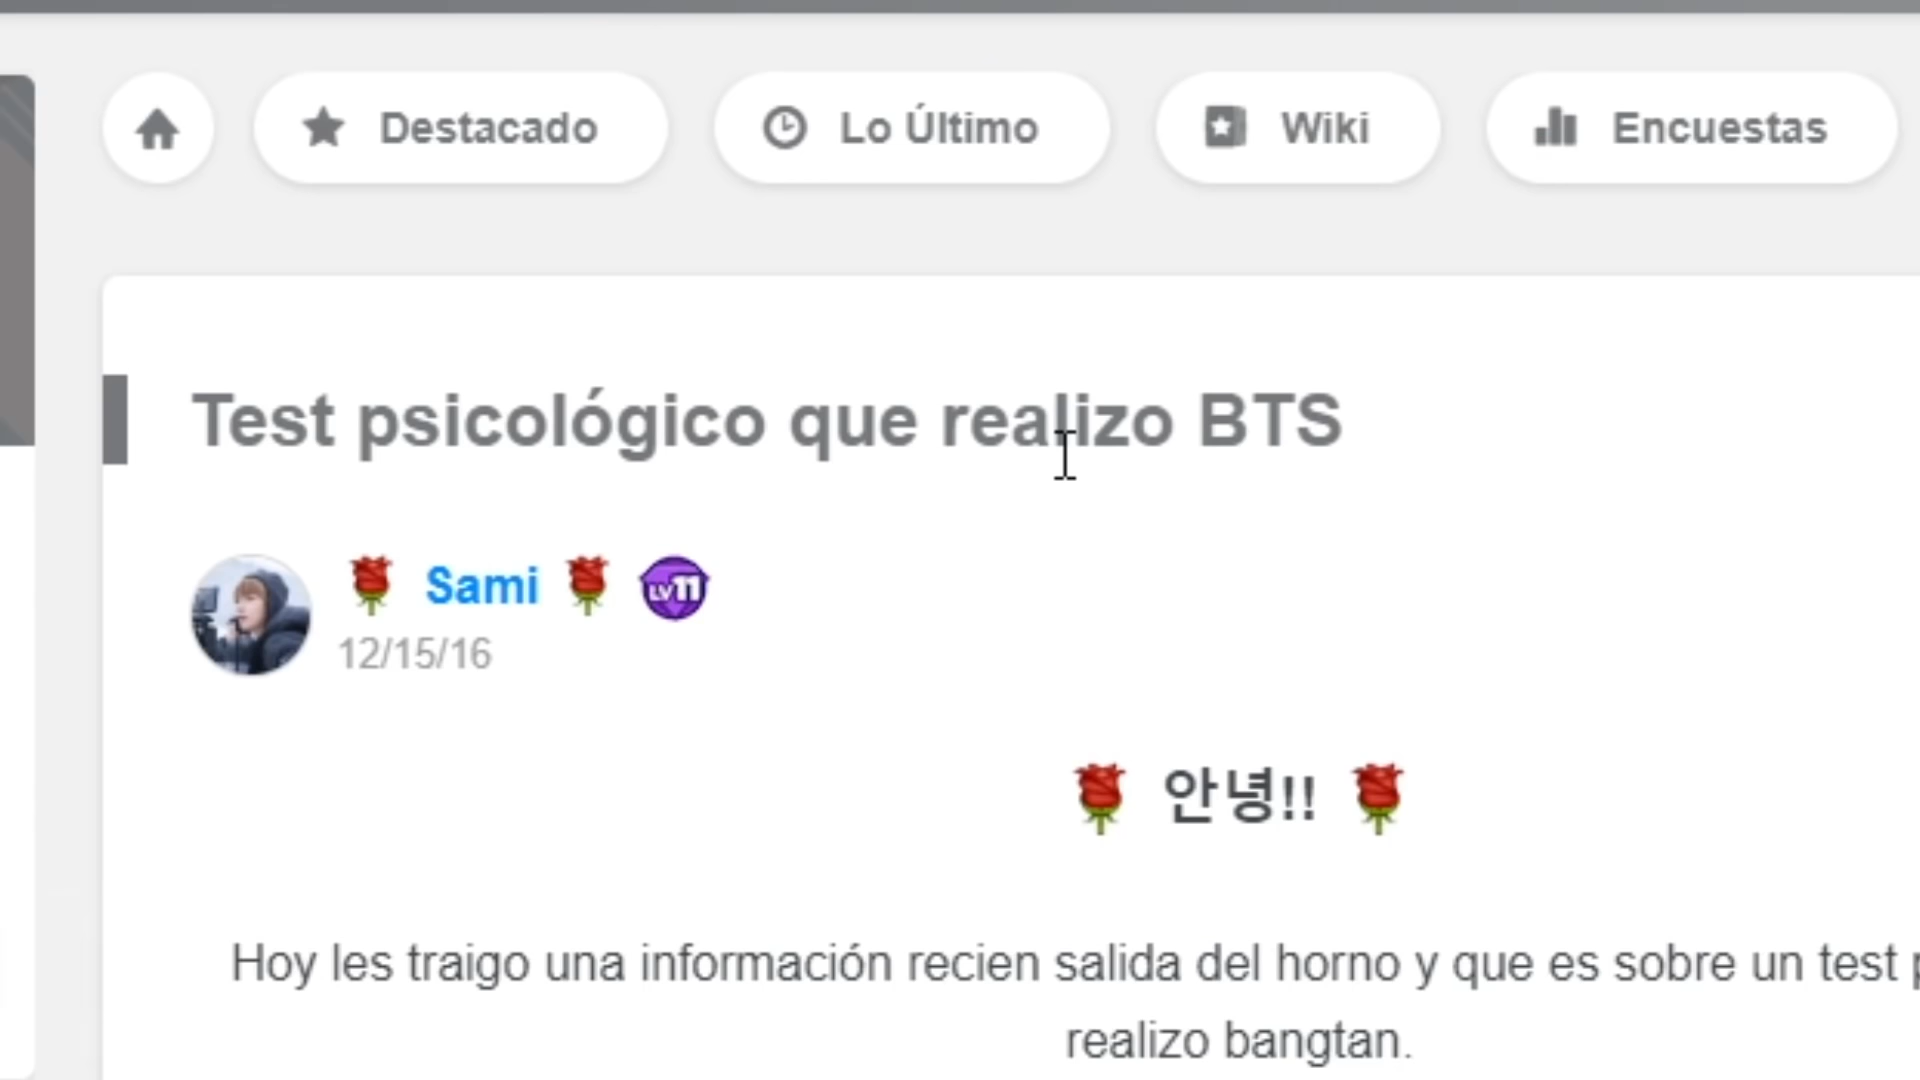 Destacado Lo Último Wiki Encuestas
Test psicológico que realizo BTS
🌹 Sami 🌹 LV11
12/15/16
🌹 안녕!! 🌹
Hoy les traigo una información recien salida del horno y que es sobre un test
realizo bangtan.